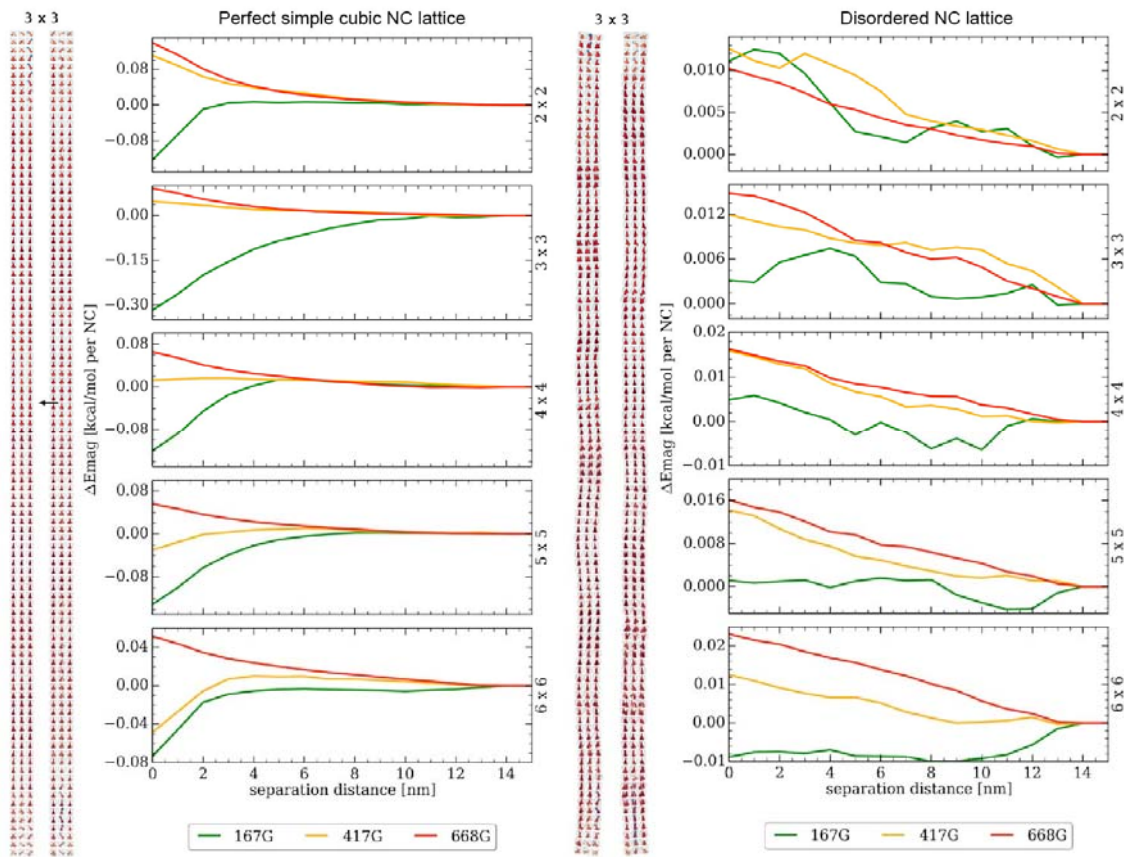 3 x 3
Perfect simple cubic NC lattice
0.08
0.00
−0.08
2 x 2
0.00
−0.15
−0.30
3 x 3
0.08
0.00
−0.08
4 x 4
0.08
0.00
−0.08
5 x 5
0.04
0.00
−0.04
−0.08
6 x 6
ΔEmag [kcal/mol per NC]
0 2 4 6 8 10 12 14
separation distance [nm]
167G 417G 668G
3 x 3
Disordered NC lattice
0.010
0.005
0.000
2 x 2
0.012
0.006
0.000
3 x 3
0.02
0.01
0.00
−0.01
4 x 4
0.016
0.008
0.000
5 x 5
0.02
0.01
0.00
−0.01
6 x 6
ΔEmag [kcal/mol per NC]
0 2 4 6 8 10 12 14
separation distance [nm]
167G 417G 668G